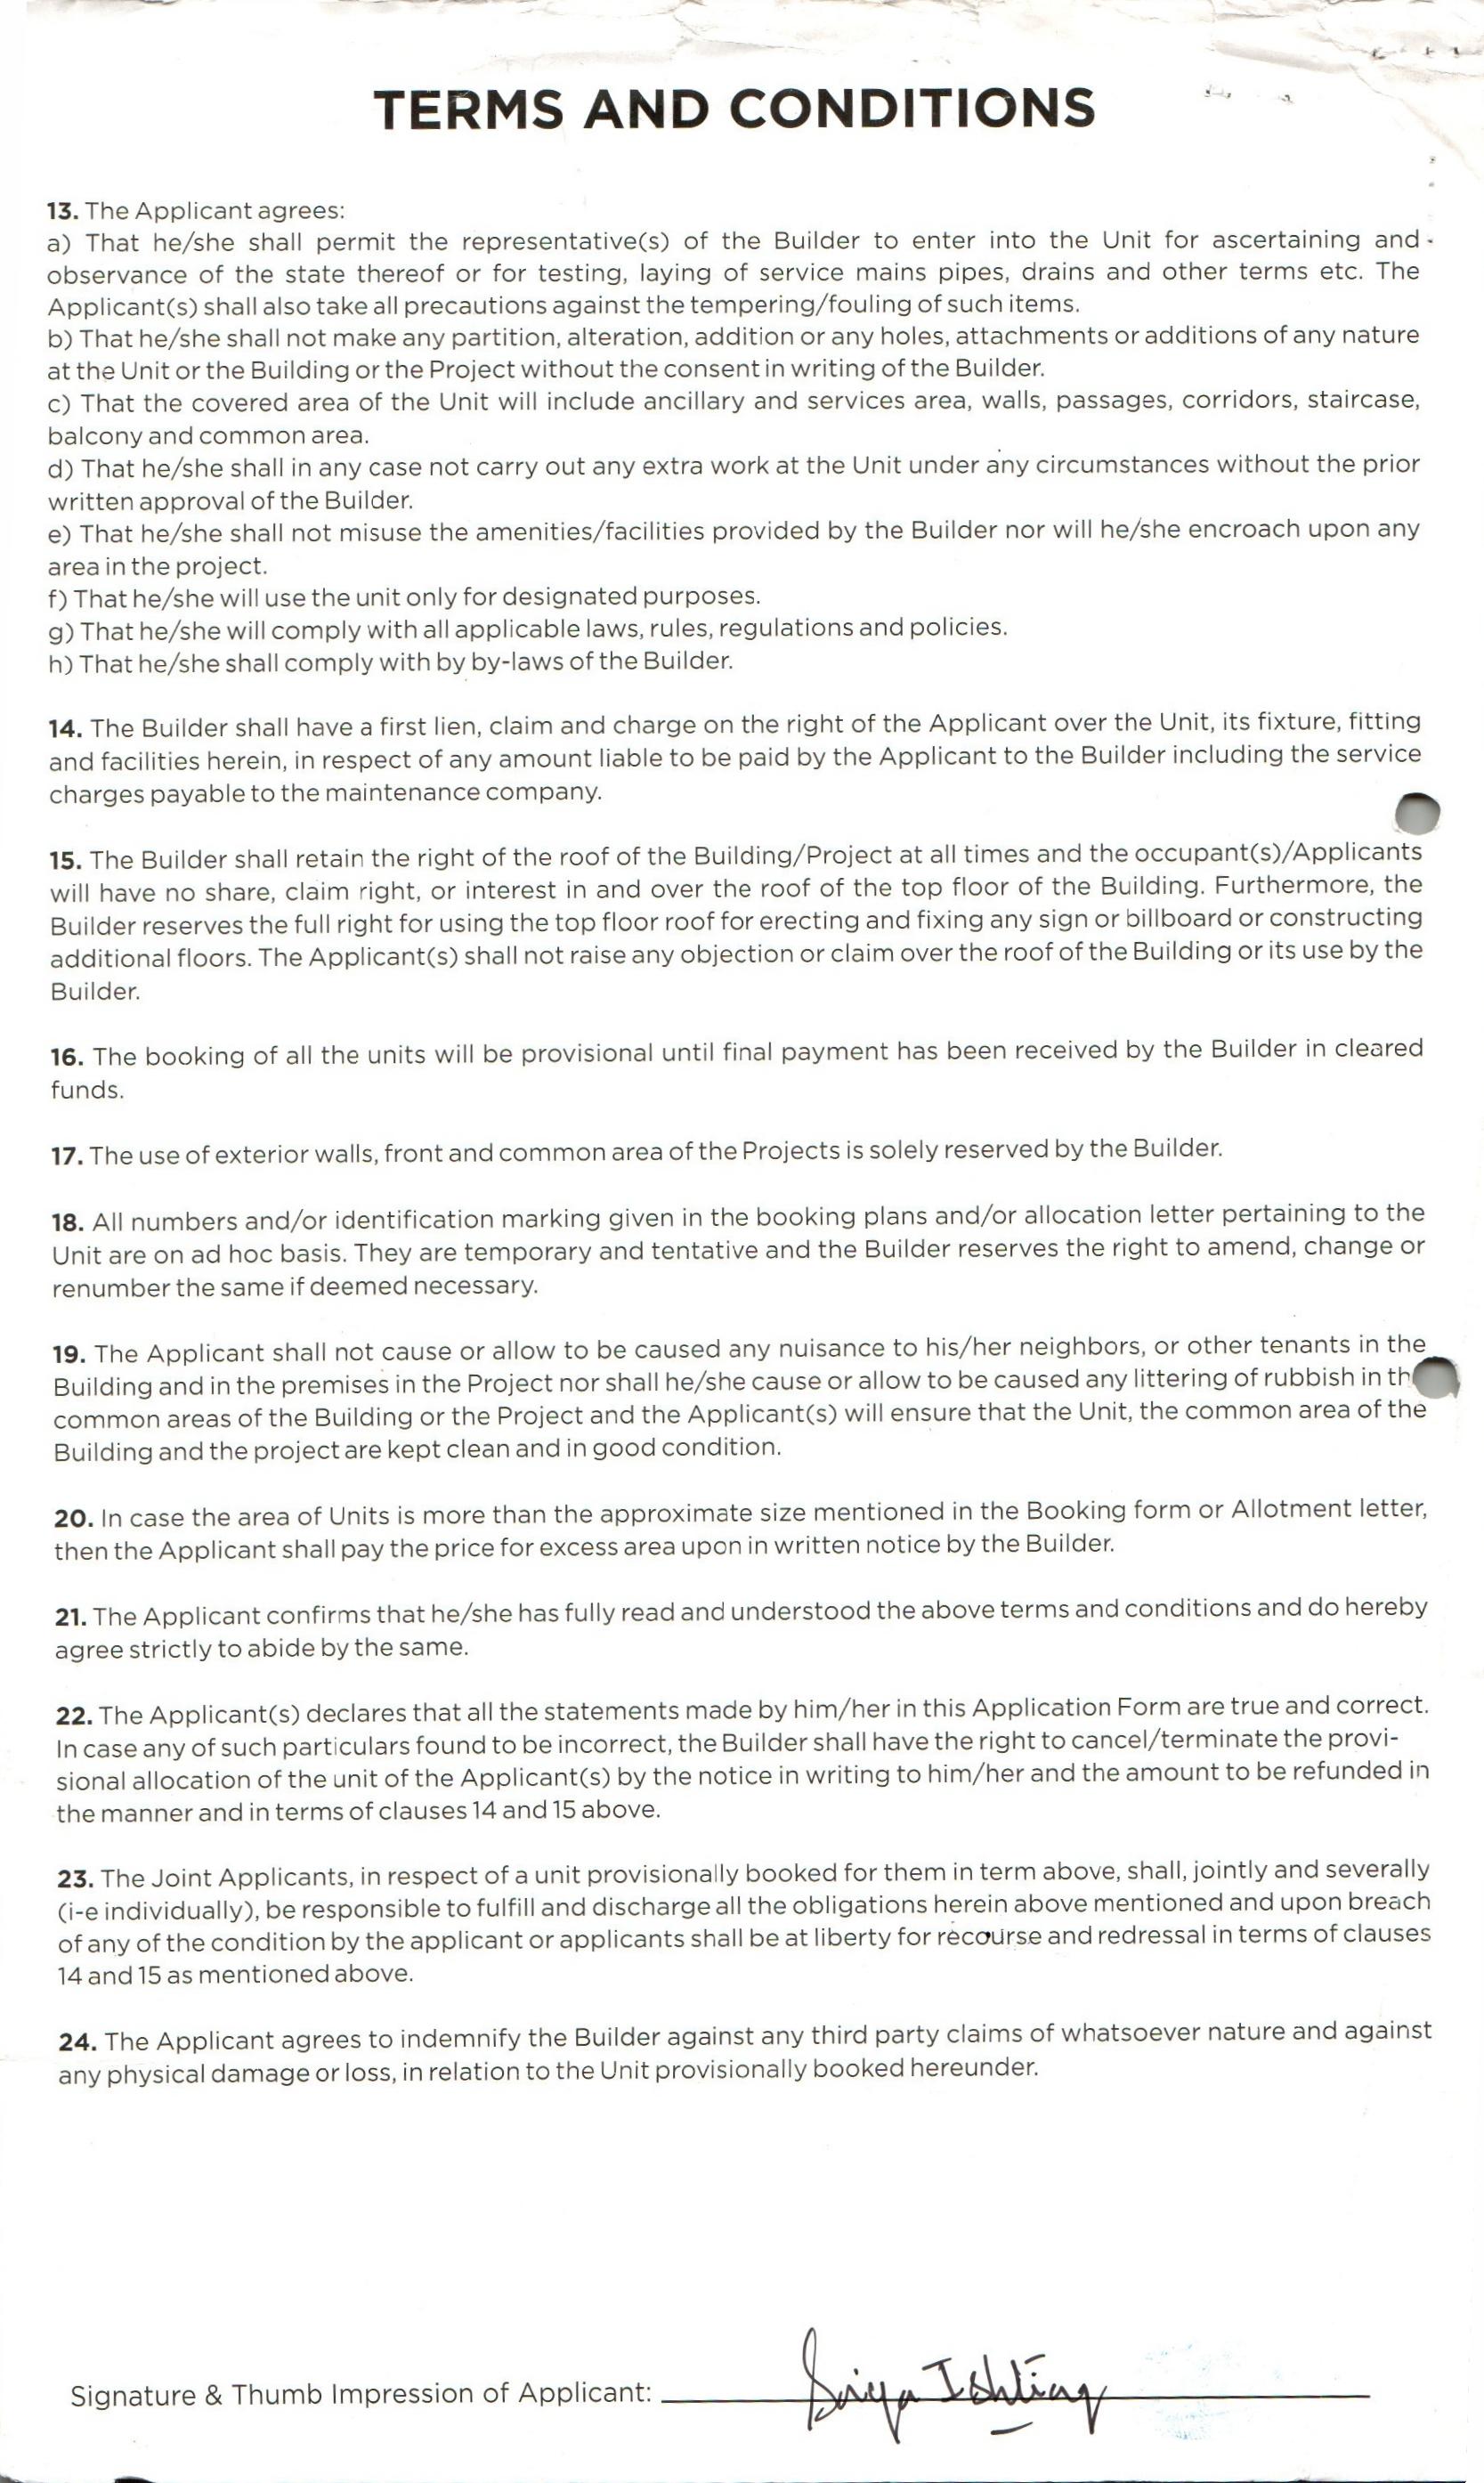 TERMS AND CONDITIONS
13. The Applicant agrees:
a) That he/she shall permit the representative(s) of the Builder to enter into the Unit for ascertaining and
observance of the state thereof or for testing, laying of service mains pipes, drains and other terms etc. The
Applicant(s) shall also take all precautions against the tempering/fouling of such items.
b) That he/she shall not make any partition, alteration, addition or any holes, attachments or additions of any nature
at the Unit or the Building or the Project without the consent in writing of the Builder.
c) That the covered area of the Unit will include ancillary and services area, walls, passages, corridors, staircase,
balcony and common area.
d) That he/she shall in any case not carry out any extra work at the Unit under any circumstances without the prior
written approval of the Builder.
e) That he/she shall not misuse the amenities/facilities provided by the Builder nor will he/she encroach upon any
area in the project.
f) That he/she will use the unit only for designated purposes.
g) That he/she will comply with all applicable laws, rules, regulations and policies.
h) That he/she shall comply with by by-laws of the Builder.
14. The Builder shall have a first lien, claim and charge on the right of the Applicant over the Unit, its fixture, fitting
and facilities herein, in respect of any amount liable to be paid by the Applicant to the Builder including the service
charges payable to the maintenance company.
15. The Builder shall retain the right of the roof of the Building/Project at all times and the occupant(s)/Applicants
will have no share, claim right, or interest in and over the roof of the top floor of the Building. Furthermore, the
Builder reserves the full right for using the top floor roof for erecting and fixing any sign or billboard or constructing
additional floors. The Applicant(s) shall not raise any objection or claim over the roof of the Building or its use by the
Builder.
16. The booking of all the units will be provisional until final payment has been received by the Builder in cleared
funds.
17. The use of exterior walls, front and common area of the Projects is solely reserved by the Builder.
18. All numbers and/or identification marking given in the booking plans and/or allocation letter pertaining to the
Unit are on ad hoc basis. They are temporary and tentative and the Builder reserves the right to amend, change or
renumber the same if deemed necessary.
19. The Applicant shall not cause or allow to be caused any nuisance to his/her neighbors, or other tenants in the
Building and in the premises in the Project nor shall he/she cause or allow to be caused any littering of rubbish in th
common areas of the Building or the Project and the Applicant(s) will ensure that the Unit, the common area of the
Building and the project are kept clean and in good condition.
20. In case the area of Units is more than the approximate size mentioned in the Booking form or Allotment letter,
then the Applicant shall pay the price for excess area upon in written notice by the Builder.
21. The Applicant confirms that he/she has fully read and understood the above terms and conditions and do hereby
agree strictly to abide by the same.
22. The Applicant(s) declares that all the statements made by him/her in this Application Form are true and correct.
In case any of such particulars found to be incorrect, the Builder shall have the right to cancel/terminate the provi-
sional allocation of the unit of the Applicant(s) by the notice in writing to him/her and the amount to be refunded in
the manner and in terms of clauses 14 and 15 above.
23. The Joint Applicants, in respect of a unit provisionally booked for them in term above, shall, jointly and severally
(i-e individually), be responsible to fulfill and discharge all the obligations herein above mentioned and upon breach
of any of the condition by the applicant or applicants shall be at liberty for recourse and redressal in terms of clauses
14 and 15 as mentioned above.
24. The Applicant agrees to indemnify the Builder against any third party claims of whatsoever nature and against
any physical damage or loss, in relation to the Unit provisionally booked hereunder.
Signature & Thumb Impression of Applicant: